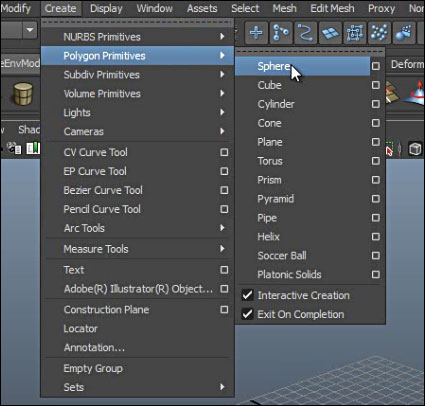 Modify Create Display Window Assets Select Mesh Edit Mesh Proxy
NURBS Primitives
Polygon Primitives
Subdiv Primitives
Volume Primitives
Lights
Cameras
CV Curve Tool
EP Curve Tool
Bezier Curve Tool
Pencil Curve Tool
Arc Tools
Measure Tools
Text
Adobe(R) Illustrator(R) Object...
Construction Plane
Locator
Annotation...
Empty Group
Sets
Sphere
Cube
Cylinder
Cone
Plane
Torus
Prism
Pyramid
Pipe
Helix
Soccer Ball
Platonic Solids
Interactive Creation
Exit On Completion
eEnvMod
Deform
Shad